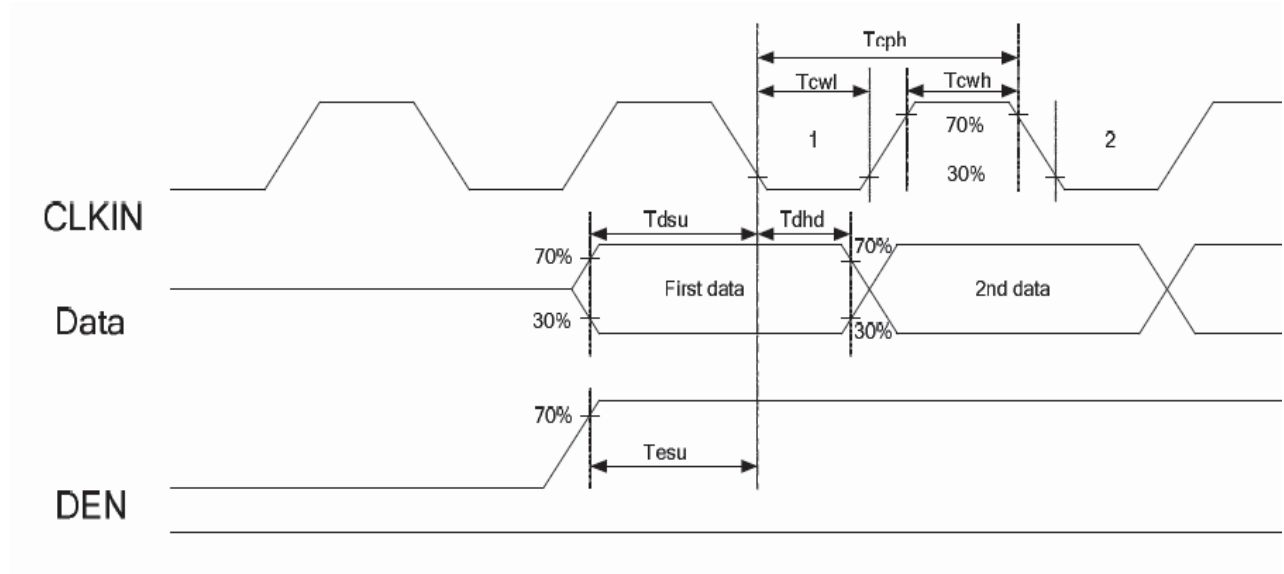 Tcph
Tcwl
Tcwh
1
70%
2
30%
CLKIN
Tdsu
Tdhd
70%
70%
First data
2nd data
Data
30%
30%
70%
Tesu
DEN